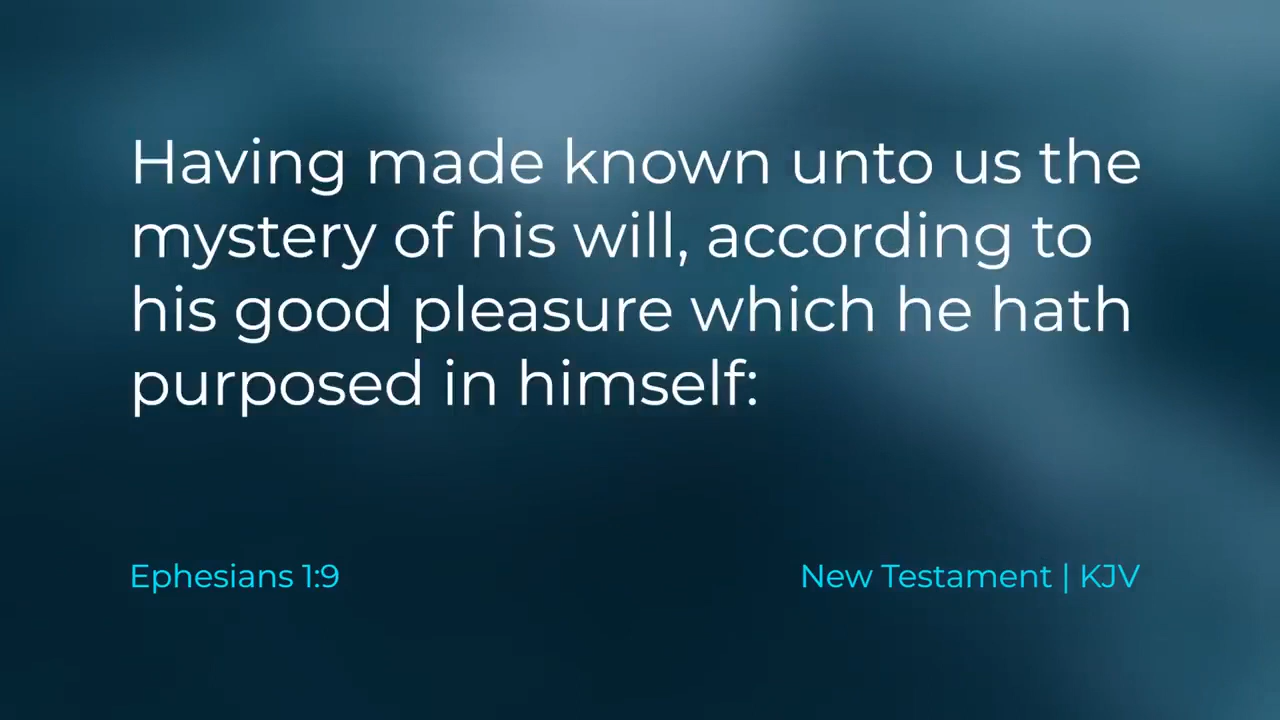 Having made known unto us the
mystery of his will, according to
his good pleasure which he hath
purposed in himself:
Ephesians 1:9
New Testament | KJV